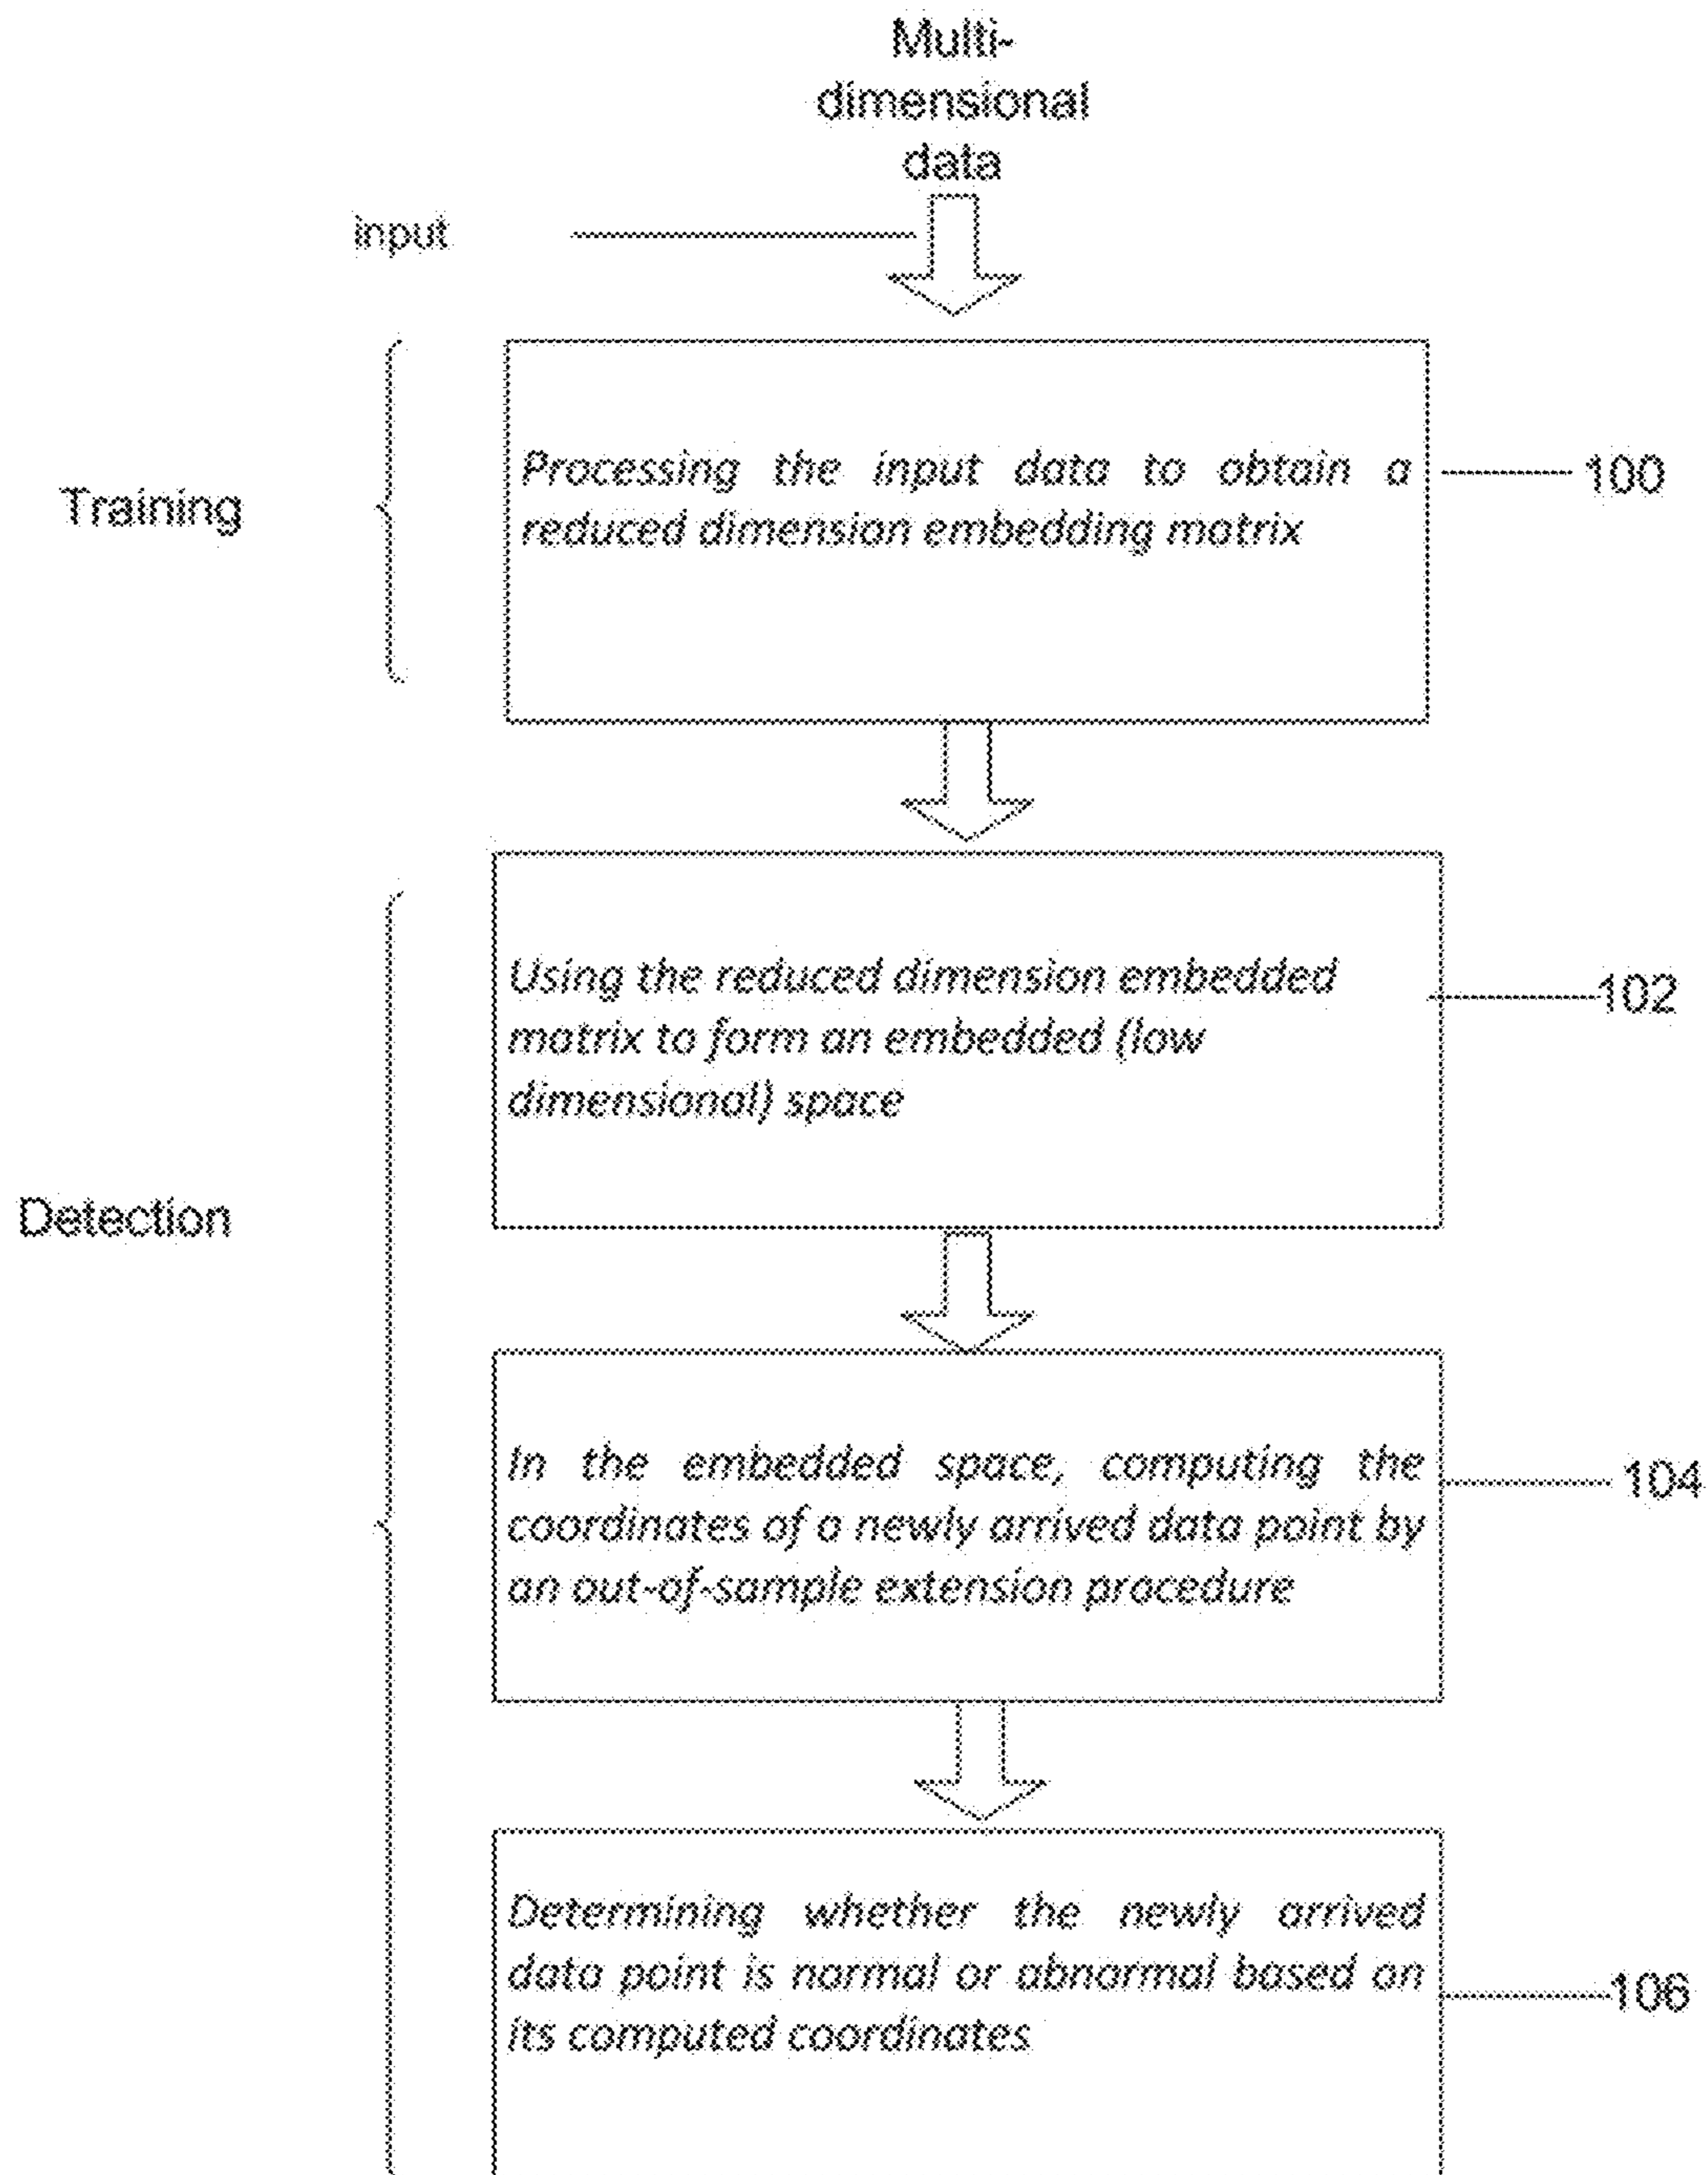 Multi-
dimensional
data
input
Training
Processing the input data to obtain a
reduced dimension embedding matrix
100
Using the reduced dimension embedded
matrix to form an embedded (low
dimensional) space
102
Detection
In the embedded space, computing the
coordinates of a newly arrived data point by
an out-of-sample extension procedure
104
Determining whether the newly arrived
data point is normal or abnormal based on
its computed coordinates
106